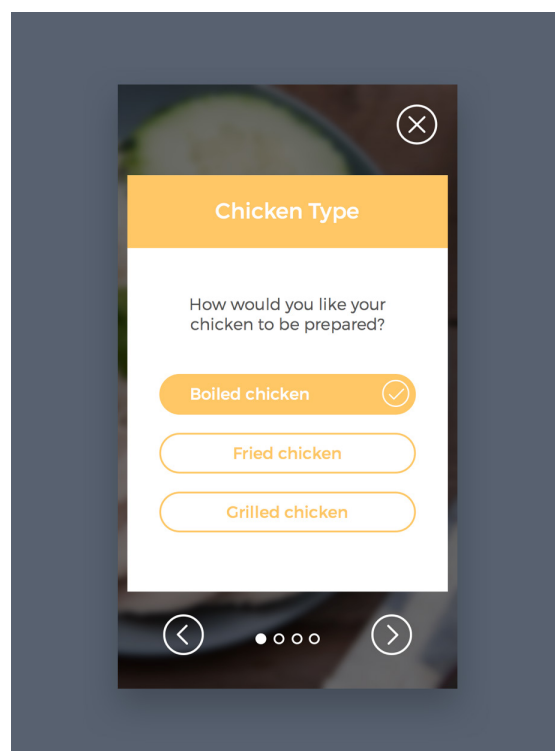 Chicken Type
How would you like your
chicken to be prepared?
Boiled chicken
Fried chicken
Grilled chicken